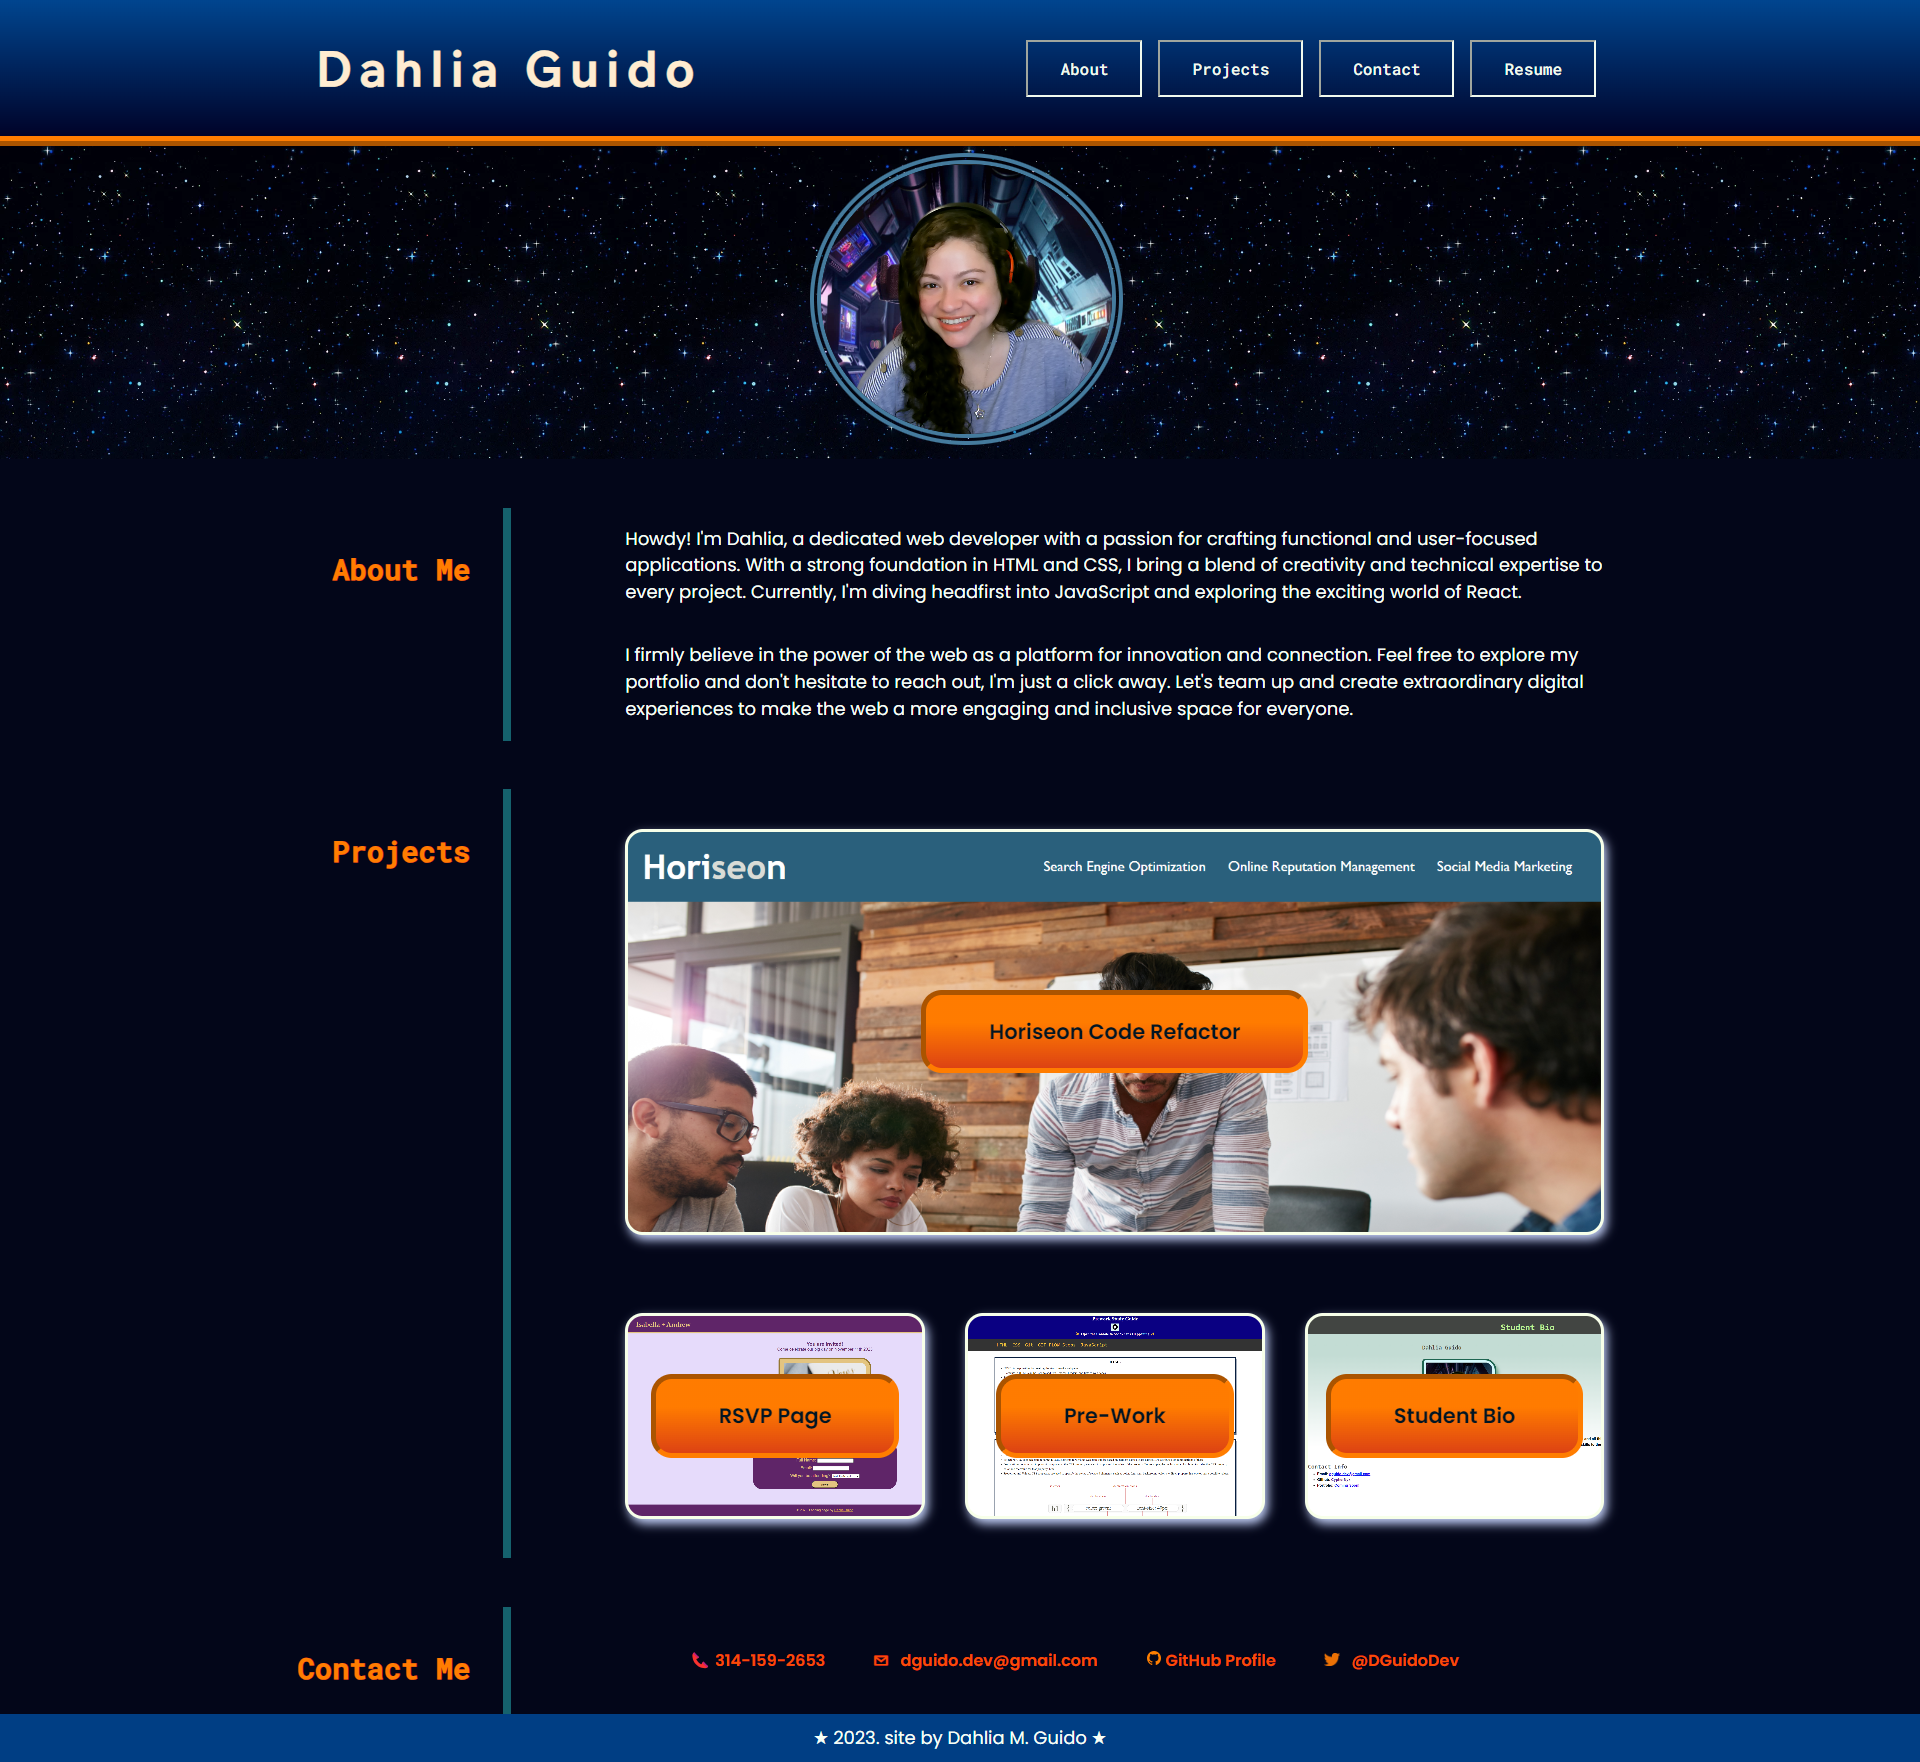 Dahlia Guido
About
Projects
Contact
Resume
About Me
Howdy! I'm Dahlia, a dedicated web developer with a passion for crafting functional and user-focused
applications. With a strong foundation in HTML and CSS, I bring a blend of creativity and technical expertise to
every project. Currently, I'm diving headfirst into JavaScript and exploring the exciting world of React.
I firmly believe in the power of the web as a platform for innovation and connection. Feel free to explore my
portfolio and don't hesitate to reach out, I'm just a click away. Let's team up and create extraordinary digital
experiences to make the web a more engaging and inclusive space for everyone.
Projects
Horiseon
Search Engine Optimization
Online Reputation Management
Social Media Marketing
Horiseon Code Refactor
Isabella + Andrew
You are invited!
RSVP Page
Pre-Work
Student Bio
Dahlia Guido
Student Bio
Contact Info
Contact Me
314-159-2653
dguido.dev@gmail.com
GitHub Profile
@DGuidoDev
★ 2023. site by Dahlia M. Guido ★